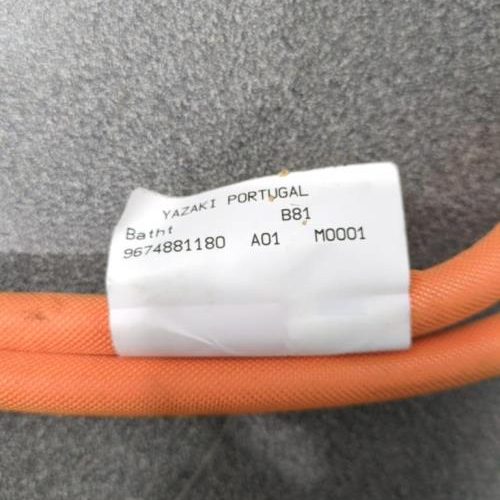 YAZAKI PORTUGAL
Batht B81
9674881180 A01 M0001